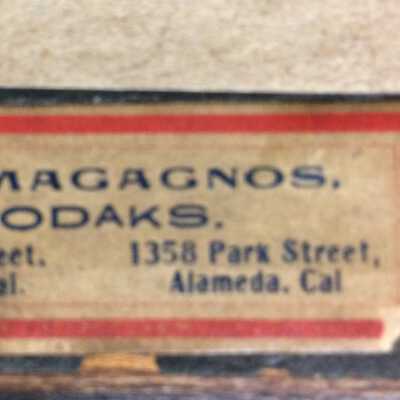 MAGAGNOS.
ODAKS.
eet. 1358 Park Street,
al. Alameda. Cal